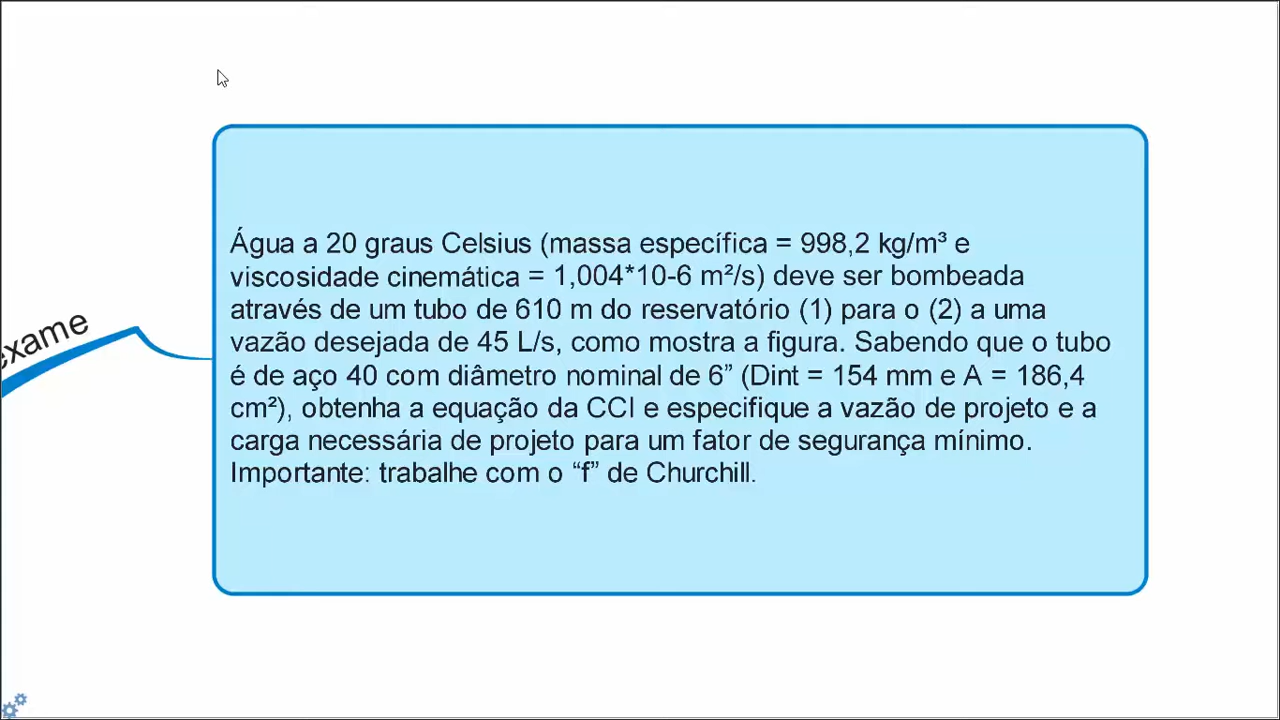 exame
Água a 20 graus Celsius (massa específica = 998,2 kg/m³ e
viscosidade cinemática = 1,004*10-6 m²/s) deve ser bombeada
através de um tubo de 610 m do reservatório (1) para o (2) a uma
vazão desejada de 45 L/s, como mostra a figura. Sabendo que o tubo
é de aço 40 com diâmetro nominal de 6” (Dint = 154 mm e A = 186,4
cm²), obtenha a equação da CCI e especifique a vazão de projeto e a
carga necessária de projeto para um fator de segurança mínimo.
Importante: trabalhe com o “f” de Churchill.